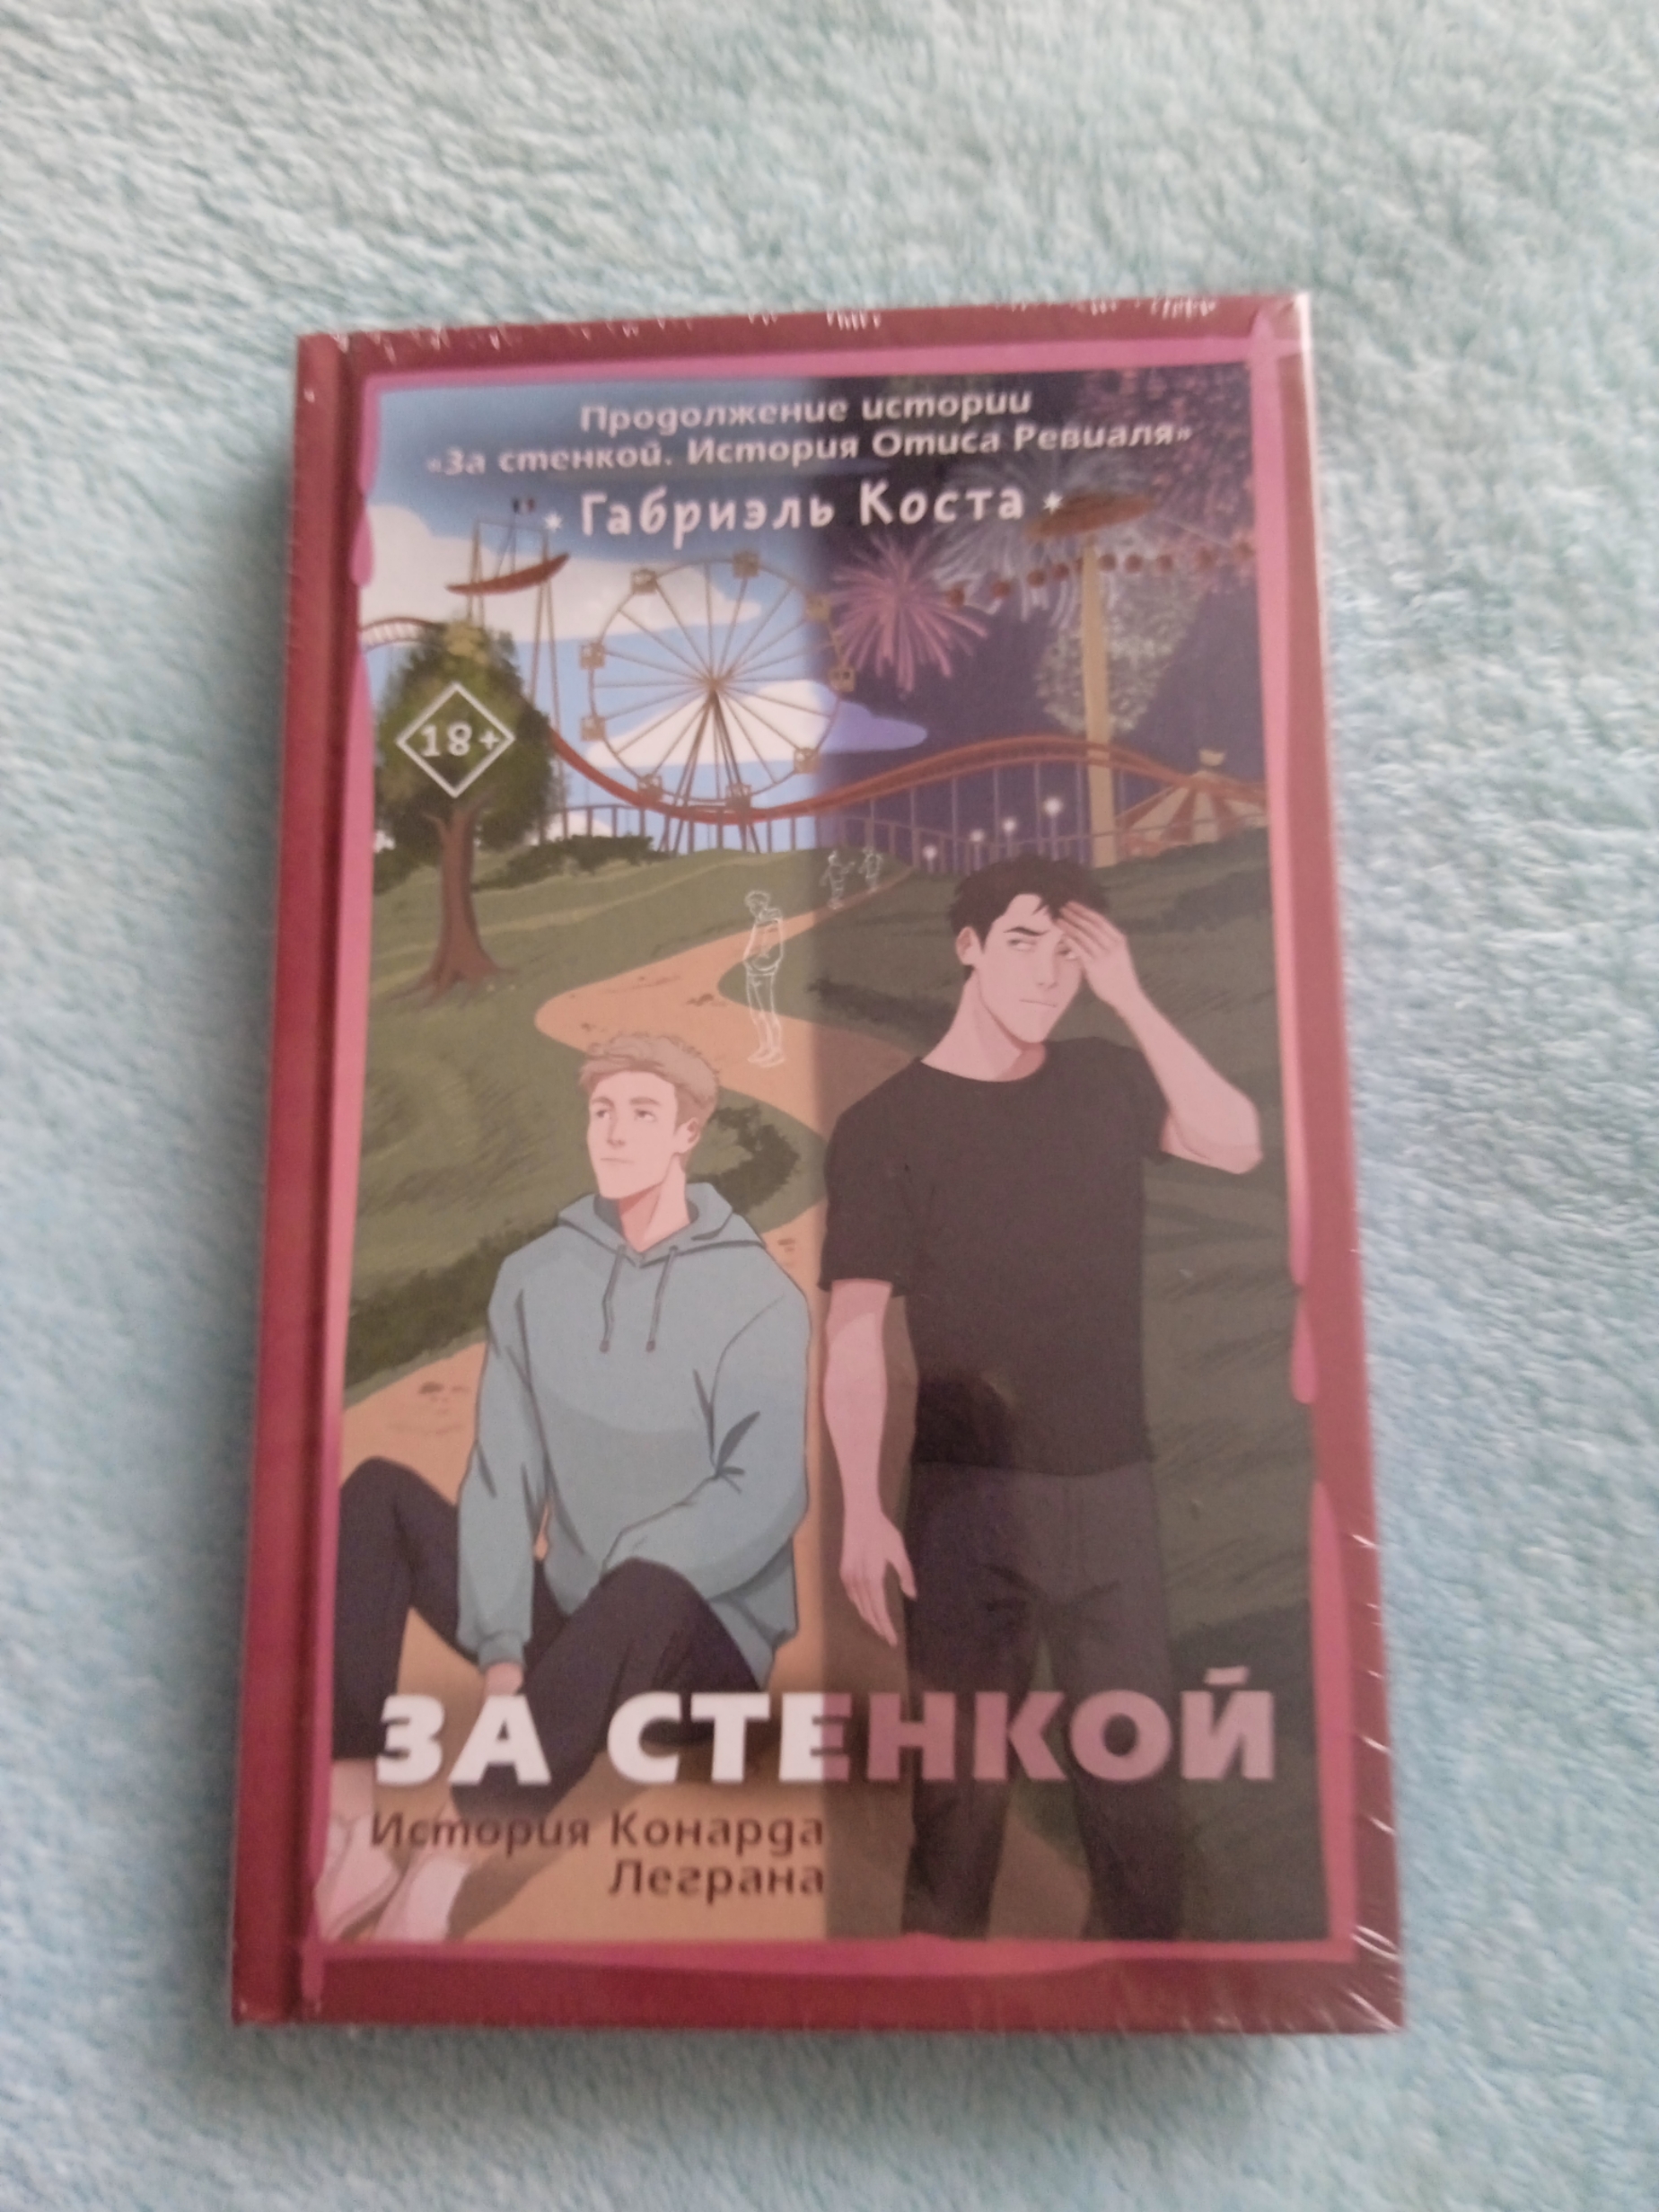 Продолжение истории
«За стенкой. История Отиса Ревиаля»
Габриэль Коста
18+
ЗА СТЕНКОЙ
История Конарда
Леграна